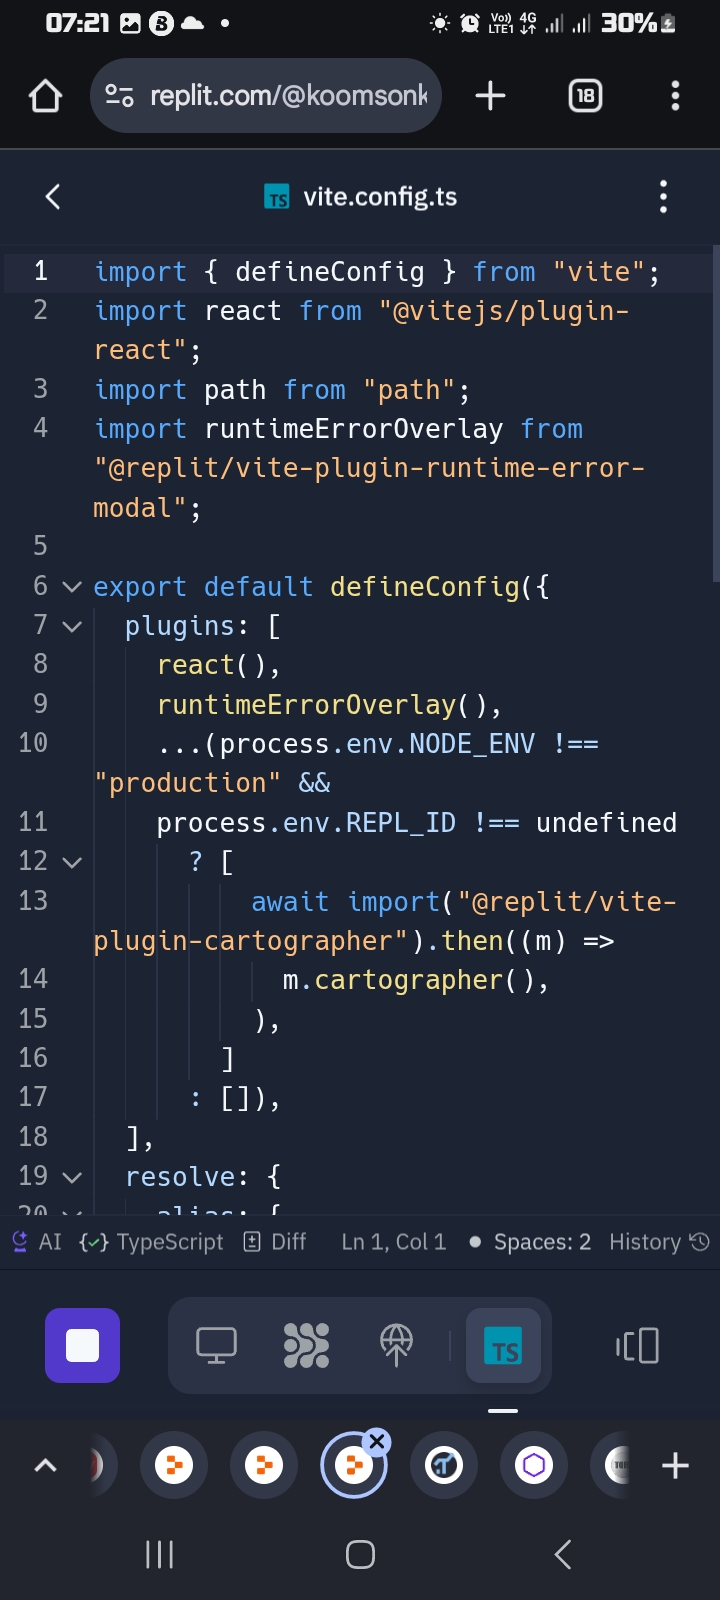 07:21
Vo)) 4G
LTE1
30%
replit.com/@koomsonk
18
TS vite.config.ts
1 import { defineConfig } from "vite";
2 import react from "@vitejs/plugin-
react";
3 import path from "path";
4 import runtimeErrorOverlay from
"@replit/vite-plugin-runtime-error-
modal";
5
6 export default defineConfig({
7 plugins: [
8 react(),
9 runtimeErrorOverlay(),
10 ...(process.env.NODE_ENV !==
"production" &&
11 process.env.REPL_ID !== undefined
12 ? [
13 await import("@replit/vite-
plugin-cartographer").then((m) =>
14 m.cartographer(),
15 ),
16 ]
17 : []),
18 ],
19 resolve: {
20 alias: {
AI {✓} TypeScript Diff Ln 1, Col 1 • Spaces: 2 History
TS